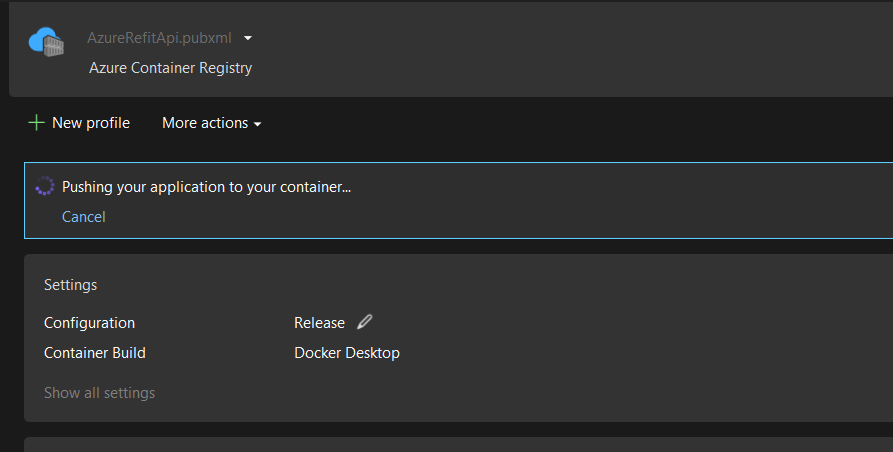 AzureRefitApi.pubxml
Azure Container Registry
New profile More actions
Pushing your application to your container...
Cancel
Settings
Configuration Release
Container Build Docker Desktop
Show all settings